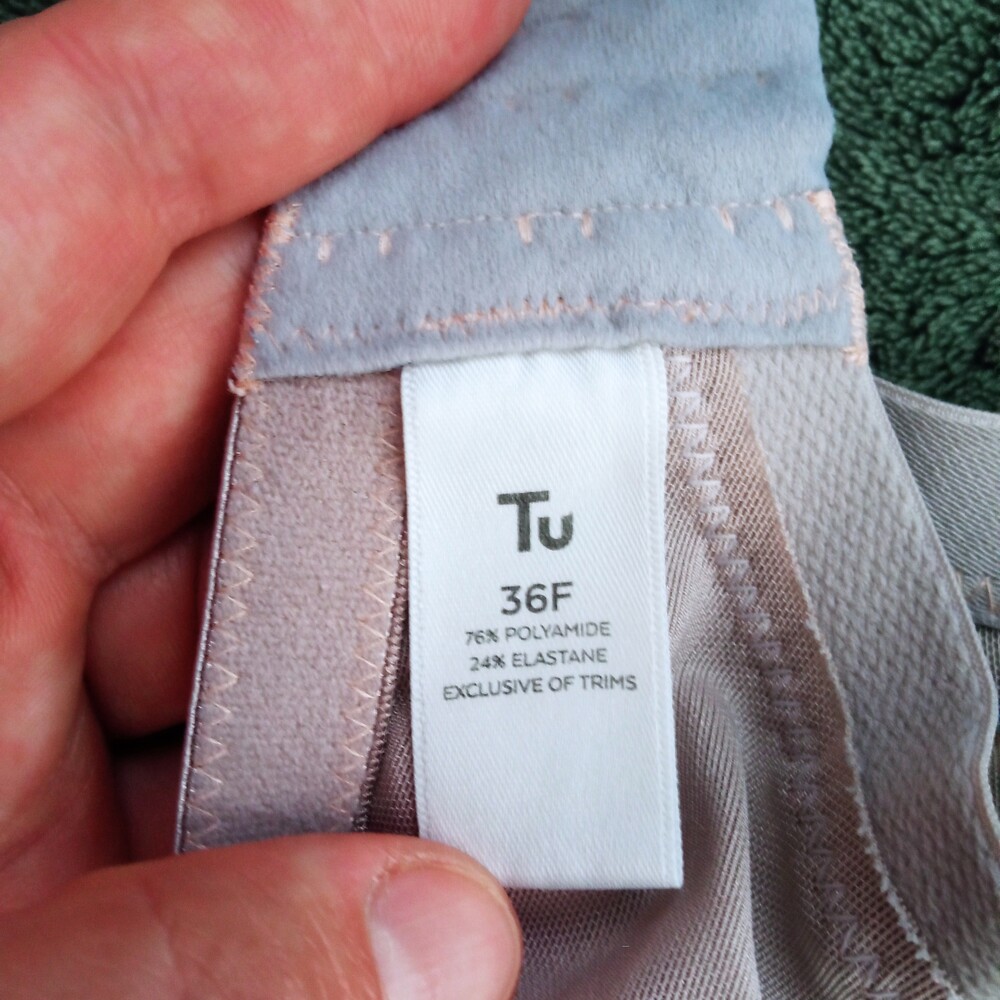 Tu
36F
76% POLYAMIDE
24% ELASTANE
EXCLUSIVE OF TRIMS